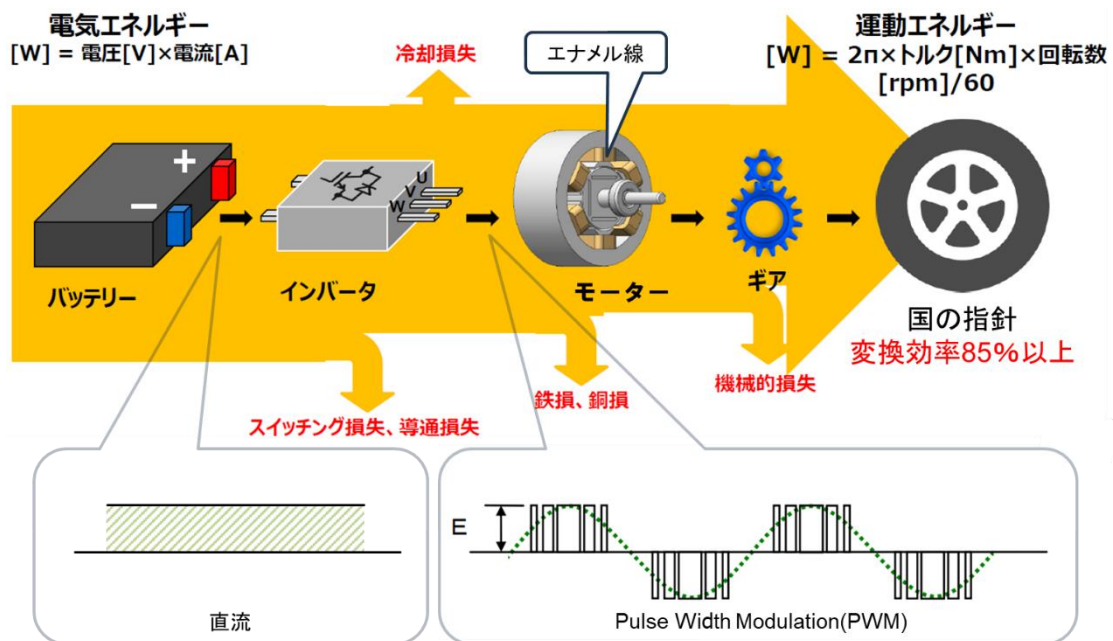 電気エネルギー
[W] = 電圧[V]×電流[A]
冷却損失
エナメル線
運動エネルギー
[W] = 2π×トルク[Nm]×回転数
[rpm]/60
+
−
U
V
W
バッテリー
インバータ
モーター
ギア
国の指針
変換効率85%以上
機械的損失
鉄損、銅損
スイッチング損失、導通損失
E
直流
Pulse Width Modulation(PWM)